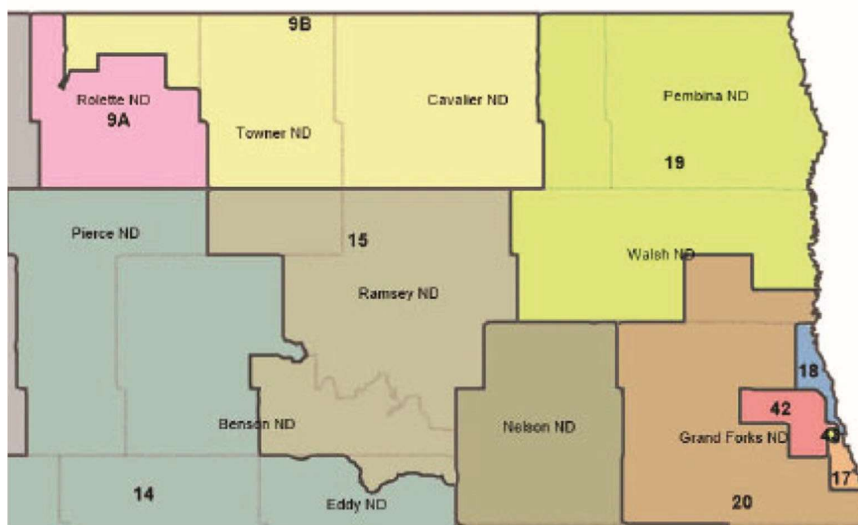 9B
Rolette ND
Cavalier ND
Pembina ND
9A
Towner ND
19
Pierce ND
15
Walsh ND
Ramsey ND
18
42
Benson ND
Nelson ND
Grand Forks ND
43
17
14
Eddy ND
20